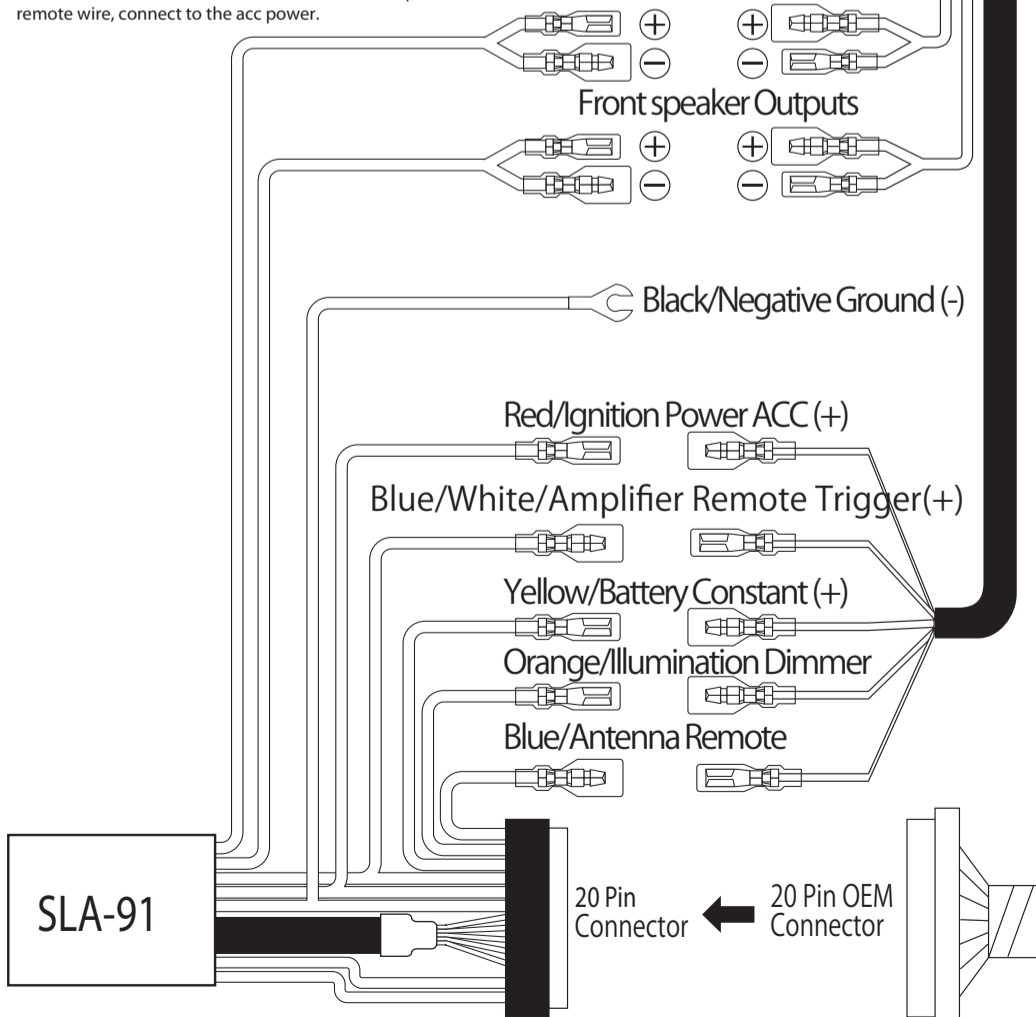 remote wire, connect to the acc power.
+ +
− −
Front speaker Outputs
+ +
− −
Black/Negative Ground (-)
Red/Ignition Power ACC (+)
Blue/White/Amplifier Remote Trigger(+)
Yellow/Battery Constant (+)
Orange/Illumination Dimmer
Blue/Antenna Remote
SLA-91
20 Pin
Connector
20 Pin OEM
Connector